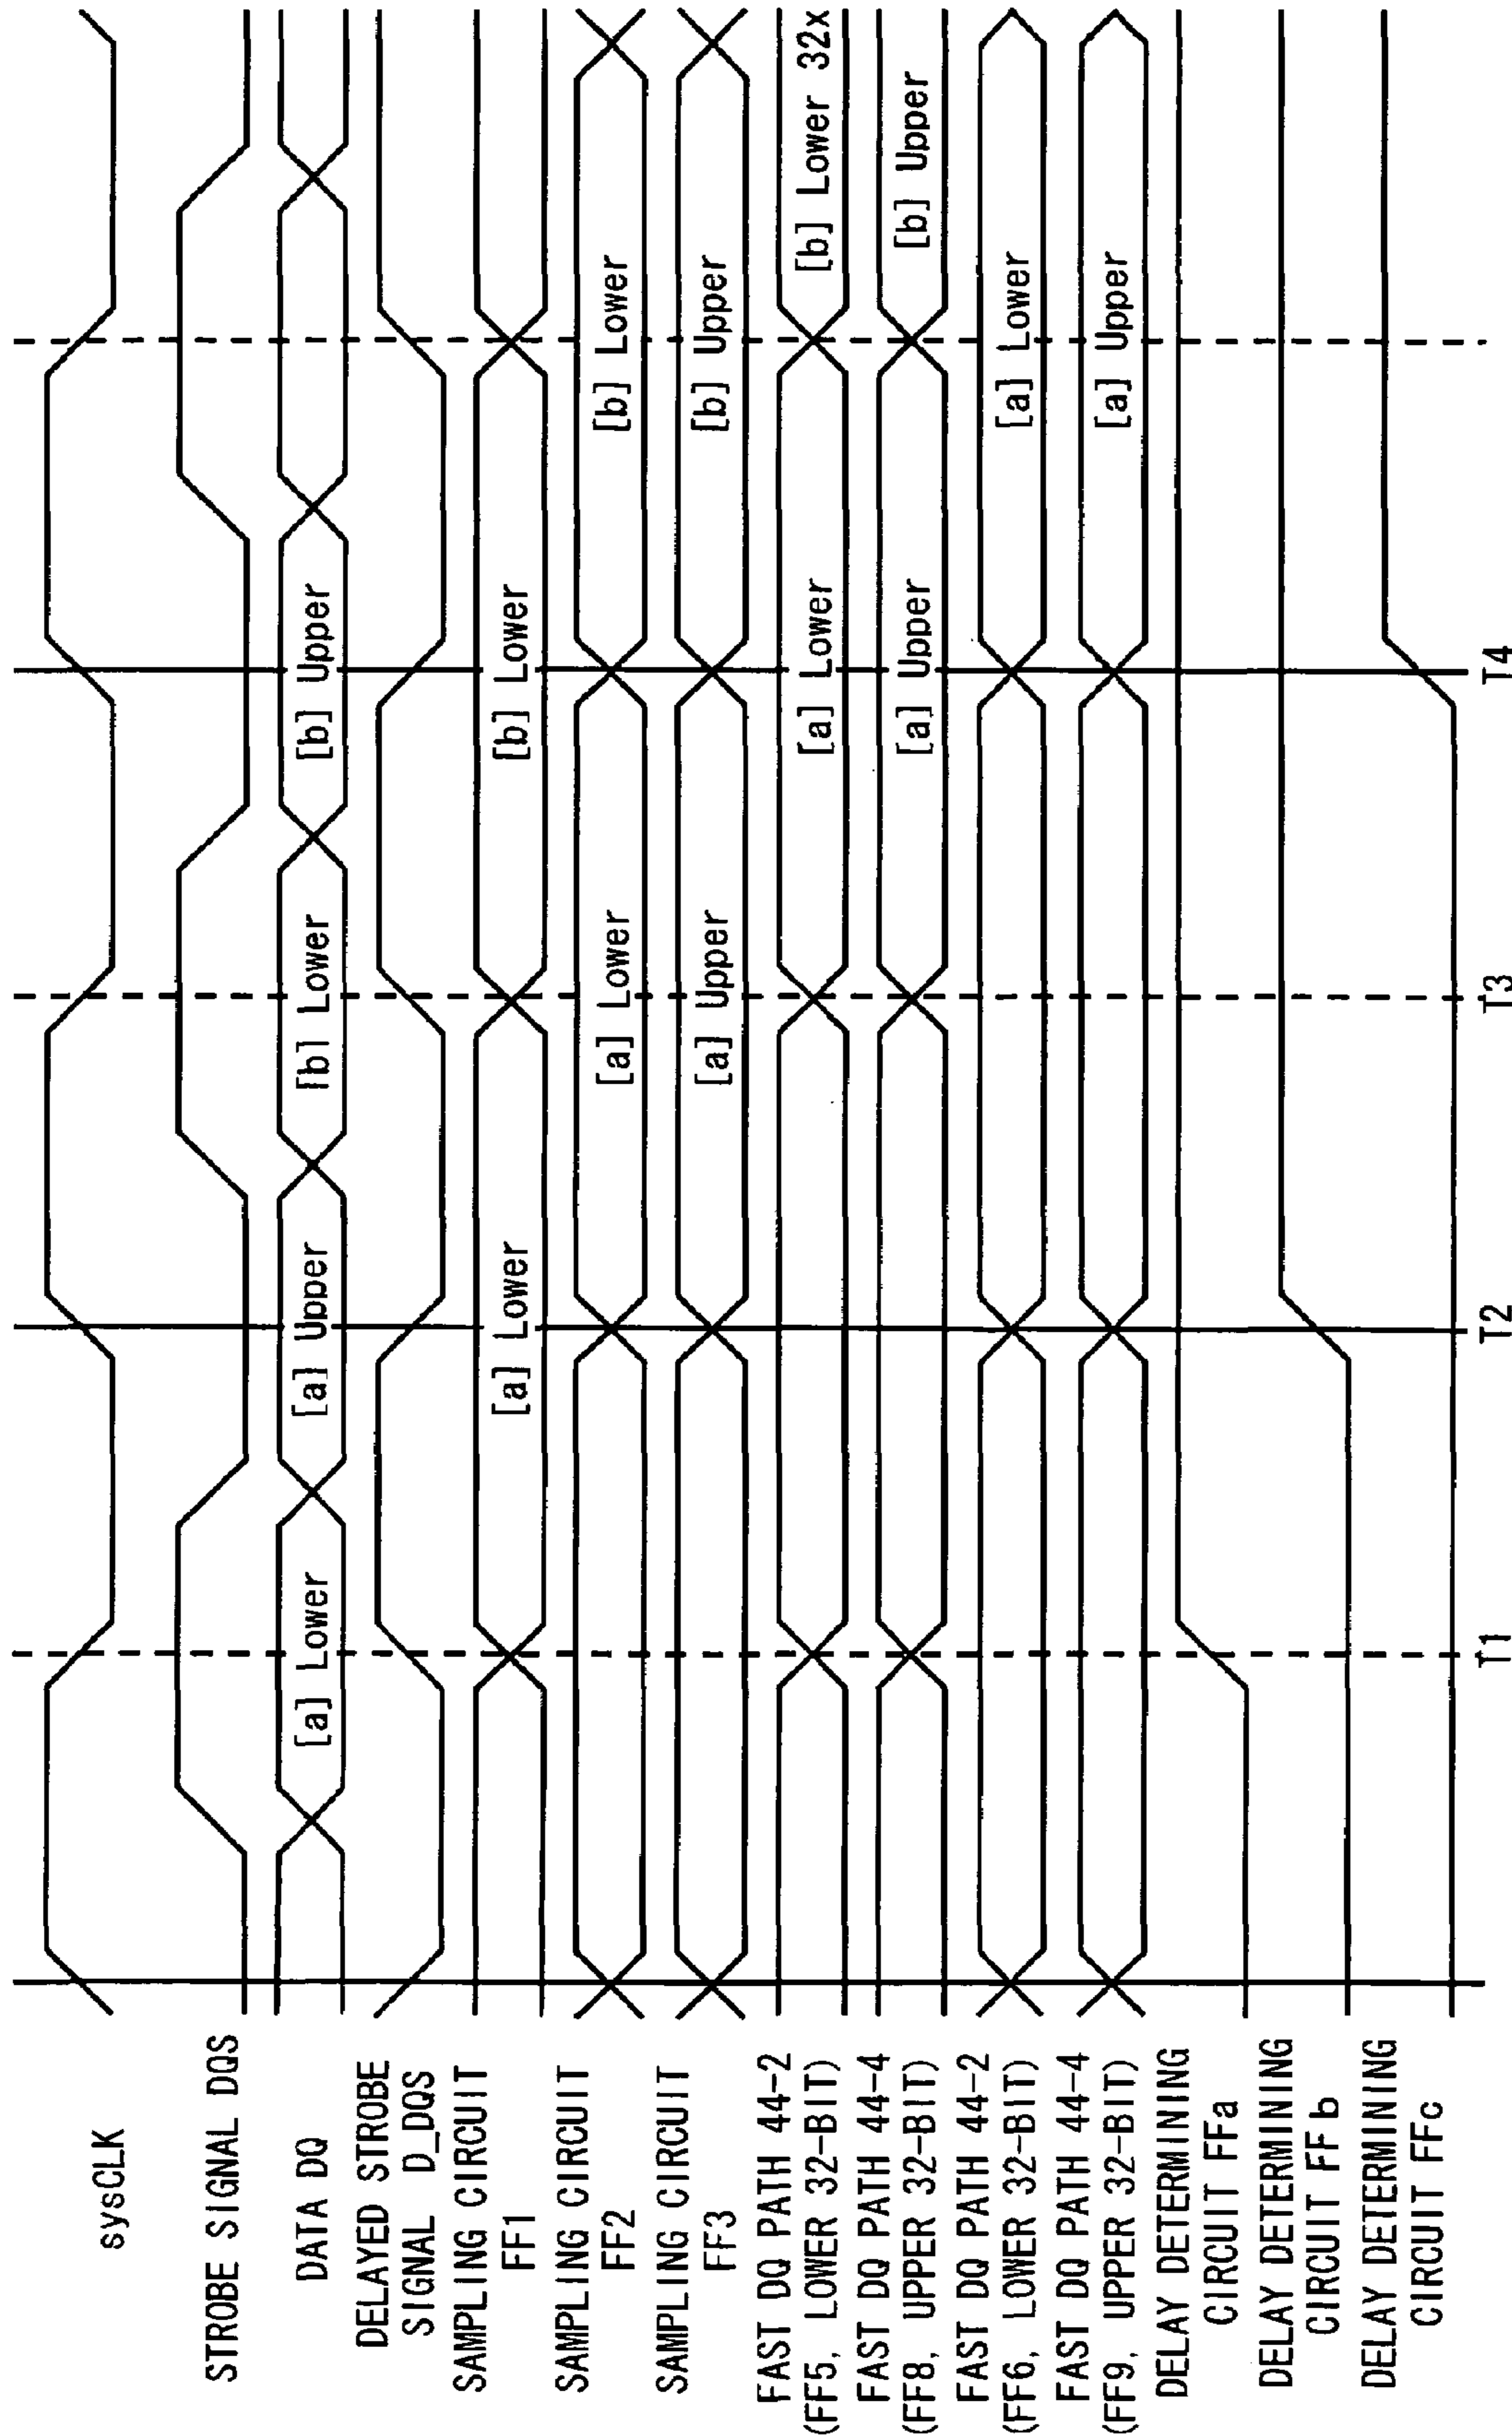 sysCLK
STROBE SIGNAL DQS
DATA DQ
[a] Lower
[a] Upper
[b] Lower
[b] Upper
DELAYED STROBE
SIGNAL D_DQS
SAMPLING CIRCUIT
FF1
[a] Lower
[b] Lower
SAMPLING CIRCUIT
FF2
[a] Lower
[b] Lower
SAMPLING CIRCUIT
FF3
[a] Upper
[b] Upper
FAST DQ PATH 44-2
(FF5, LOWER 32-BIT)
[a] Lower
[b] Lower 32x
FAST DQ PATH 44-4
(FF8, UPPER 32-BIT)
[a] Upper
[b] Upper
FAST DQ PATH 44-2
(FF6, LOWER 32-BIT)
[a] Lower
FAST DQ PATH 44-4
(FF9, UPPER 32-BIT)
[a] Upper
DELAY DETERMINING
CIRCUIT FFa
DELAY DETERMINING
CIRCUIT FFb
DELAY DETERMINING
CIRCUIT FFc
T1
T2
T3
T4